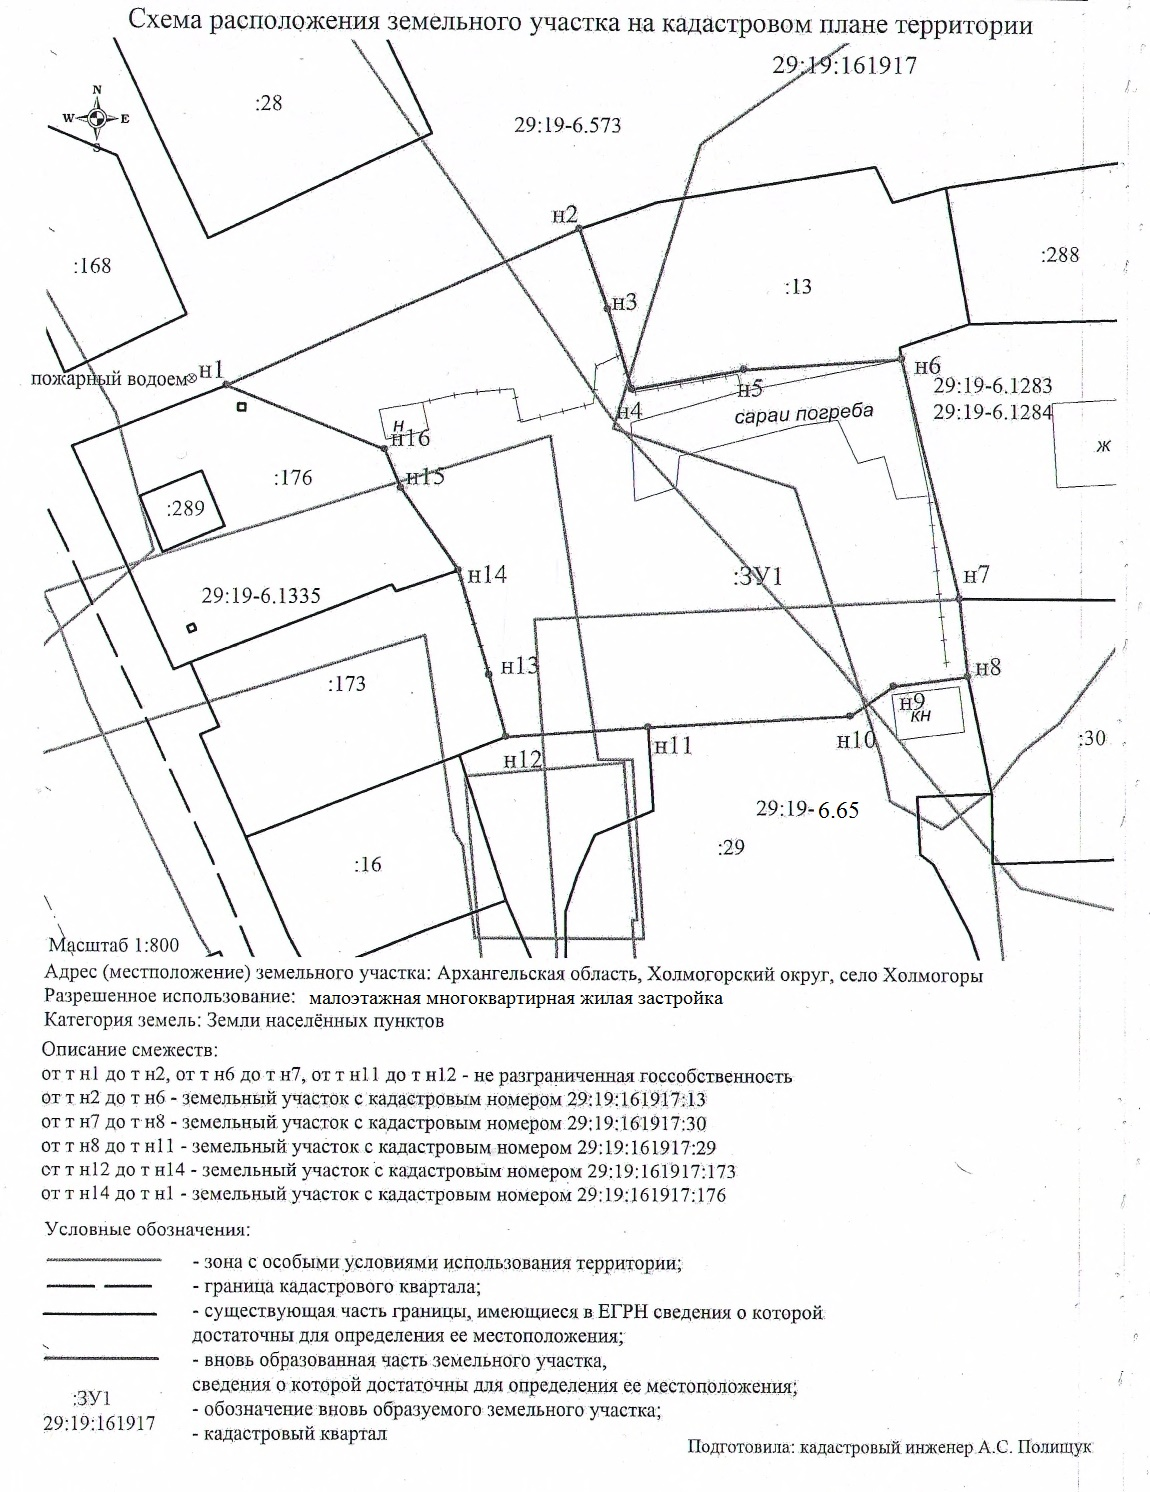 Схема расположения земельного участка на кадастровом плане территории
29:19:161917
:28
29:19-6.573
N
W E
S
н2
:168
:288
:13
н3
пожарный водоем
н1
н6
29:19-6.1283
29:19-6.1284
н5
н4
сараи погреба
н
н16
ж
:176
н15
:289
н14
:ЗУ1
н7
29:19-6.1335
н13
н8
:173
н9
кн
н10
н11
н12
:30
29:19-6.65
:29
:16
Масштаб 1:800
Адрес (местположение) земельного участка: Архангельская область, Холмогорский округ, село Холмогоры
Разрешенное использование: малоэтажная многоквартирная жилая застройка
Категория земель: Земли населённых пунктов
Описание смежеств:
от т н1 до т н2, от т н6 до т н7, от т н11 до т н12 - не разграниченная госсобственность
от т н2 до т н6 - земельный участок с кадастровым номером 29:19:161917:13
от т н7 до т н8 - земельный участок с кадастровым номером 29:19:161917:30
от т н8 до т н11 - земельный участок с кадастровым номером 29:19:161917:29
от т н12 до т н14 - земельный участок с кадастровым номером 29:19:161917:173
от т н14 до т н1 - земельный участок с кадастровым номером 29:19:161917:176
Условные обозначения:
- зона с особыми условиями использования территории;
- граница кадастрового квартала;
- существующая часть границы, имеющиеся в ЕГРН сведения о которой
достаточны для определения ее местоположения;
- вновь образованная часть земельного участка,
сведения о которой достаточны для определения ее местоположения;
:ЗУ1 - обозначение вновь образуемого земельного участка;
29:19:161917 - кадастровый квартал
Подготовила: кадастровый инженер А.С. Полищук